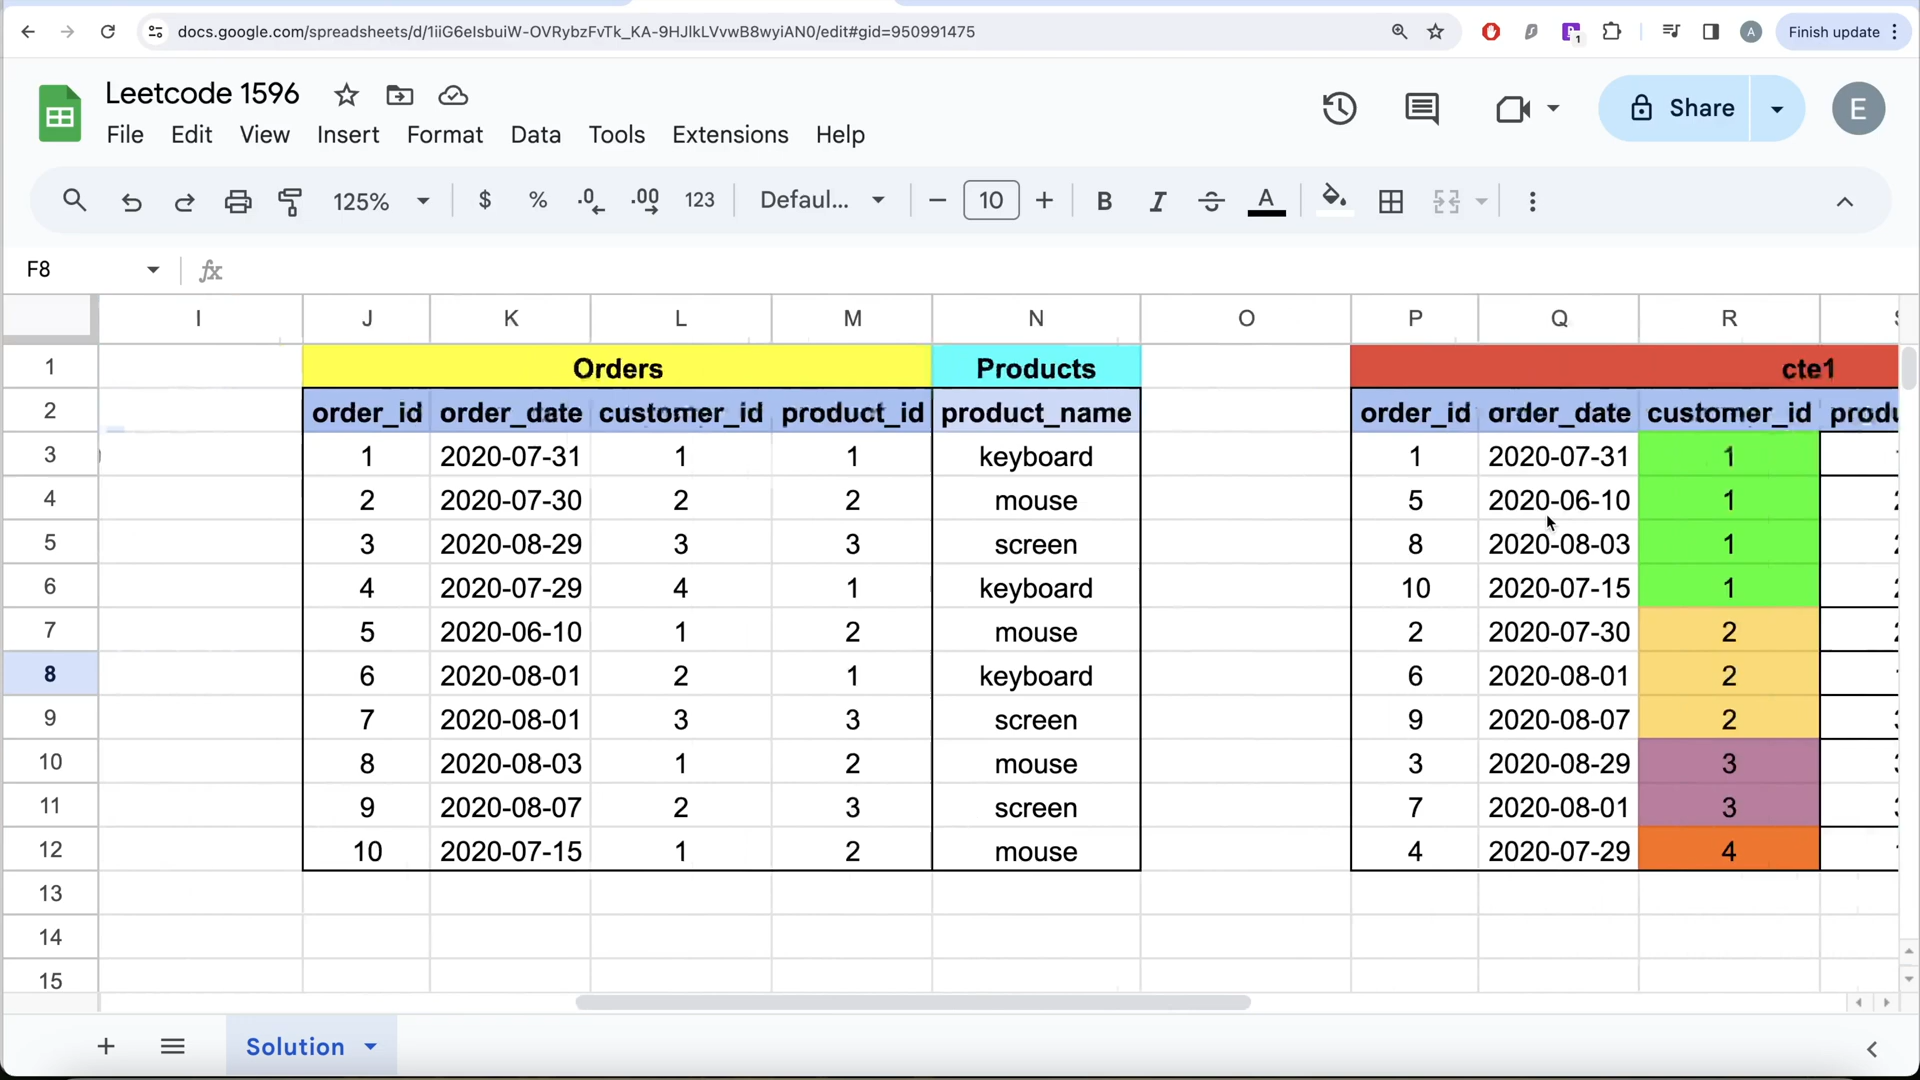 docs.google.com/spreadsheets/d/1iiG6eIsbuiW-OVRybzFvTk_KA-9HJlkLVvwB8wyiAN0/edit#gid=950991475
1
A
Finish update
Leetcode 1596
File Edit View Insert Format Data Tools Extensions Help
Share
E
125% $ % .0 .00 123 Defaul... 10 B I S A
F8
fx
I J K L M N O P Q R
1 Orders Products cte1
2 order_id order_date customer_id product_id product_name order_id order_date customer_id produ
3 1 2020-07-31 1 1 keyboard 1 2020-07-31 1
4 2 2020-07-30 2 2 mouse 5 2020-06-10 1
5 3 2020-08-29 3 3 screen 8 2020-08-03 1
6 4 2020-07-29 4 1 keyboard 10 2020-07-15 1
7 5 2020-06-10 1 2 mouse 2 2020-07-30 2
8 6 2020-08-01 2 1 keyboard 6 2020-08-01 2
9 7 2020-08-01 3 3 screen 9 2020-08-07 2
10 8 2020-08-03 1 2 mouse 3 2020-08-29 3
11 9 2020-08-07 2 3 screen 7 2020-08-01 3
12 10 2020-07-15 1 2 mouse 4 2020-07-29 4
13
14
15
Solution